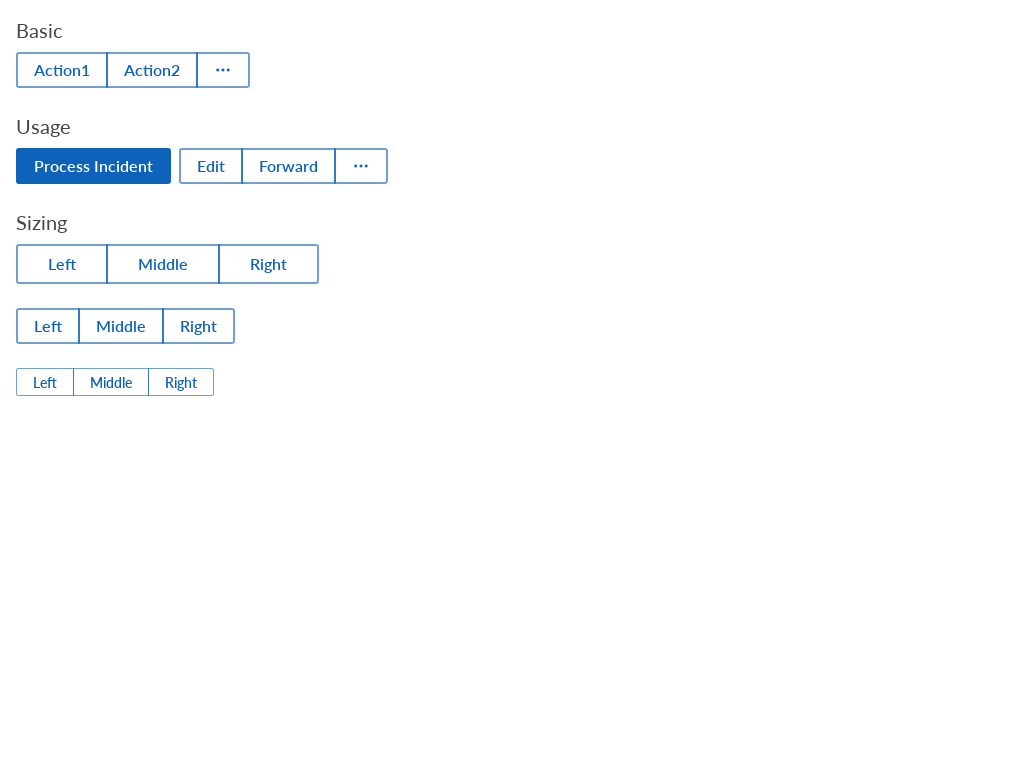 Basic
Action1 Action2 ...
Usage
Process Incident Edit Forward ...
Sizing
Left Middle Right
Left Middle Right
Left Middle Right